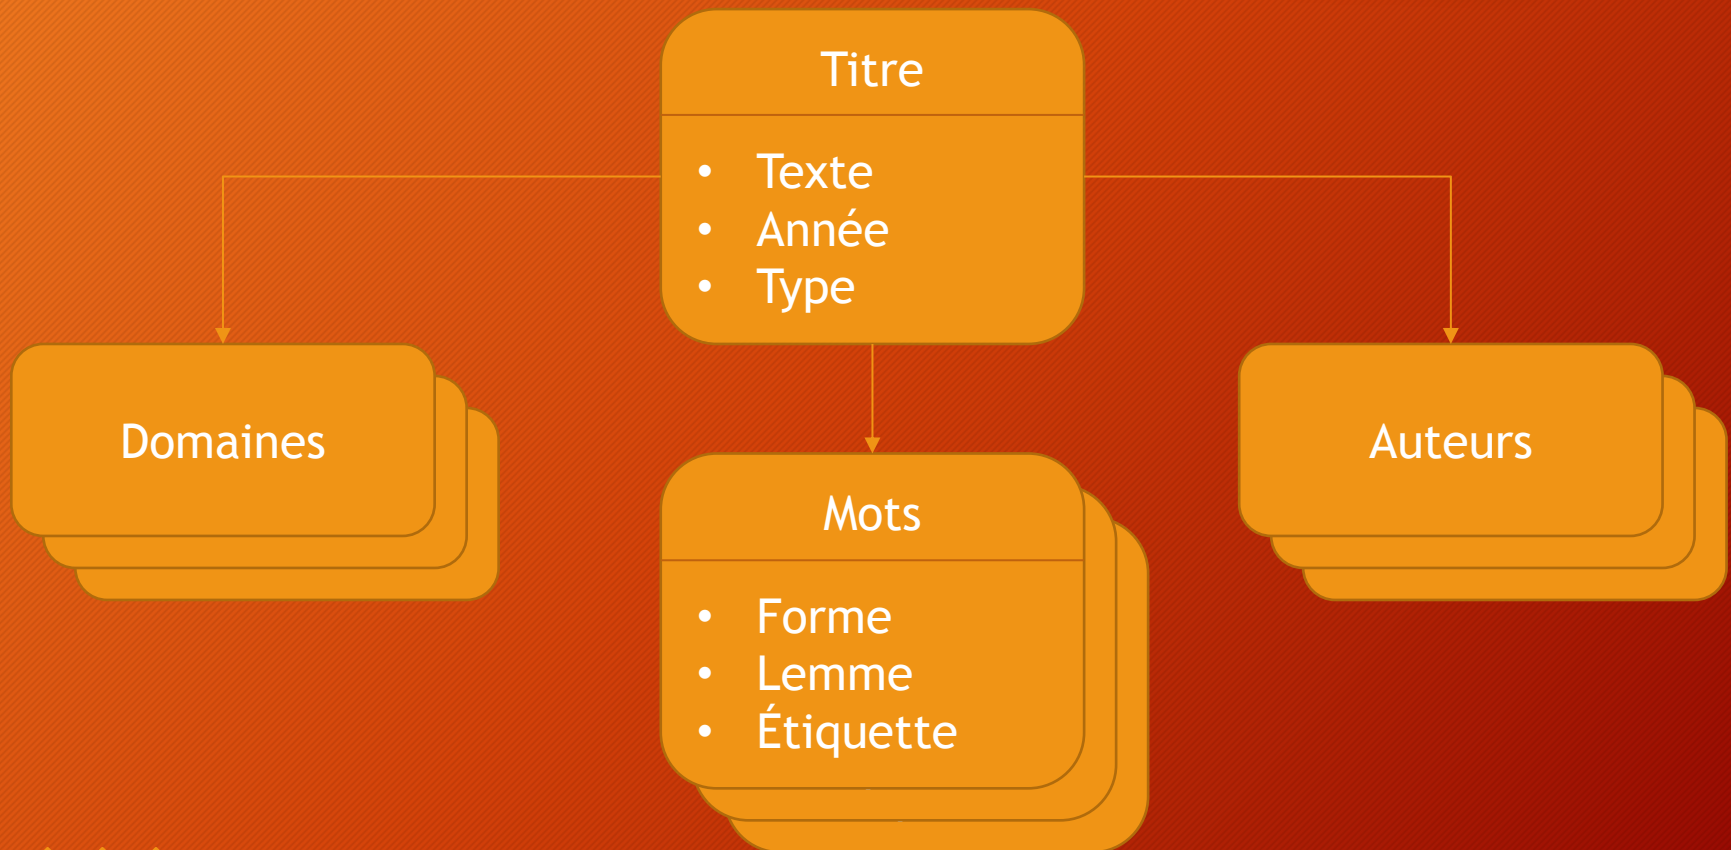 Titre
• Texte
• Année
• Type
Domaines
Auteurs
Mots
• Forme
• Lemme
• Étiquette